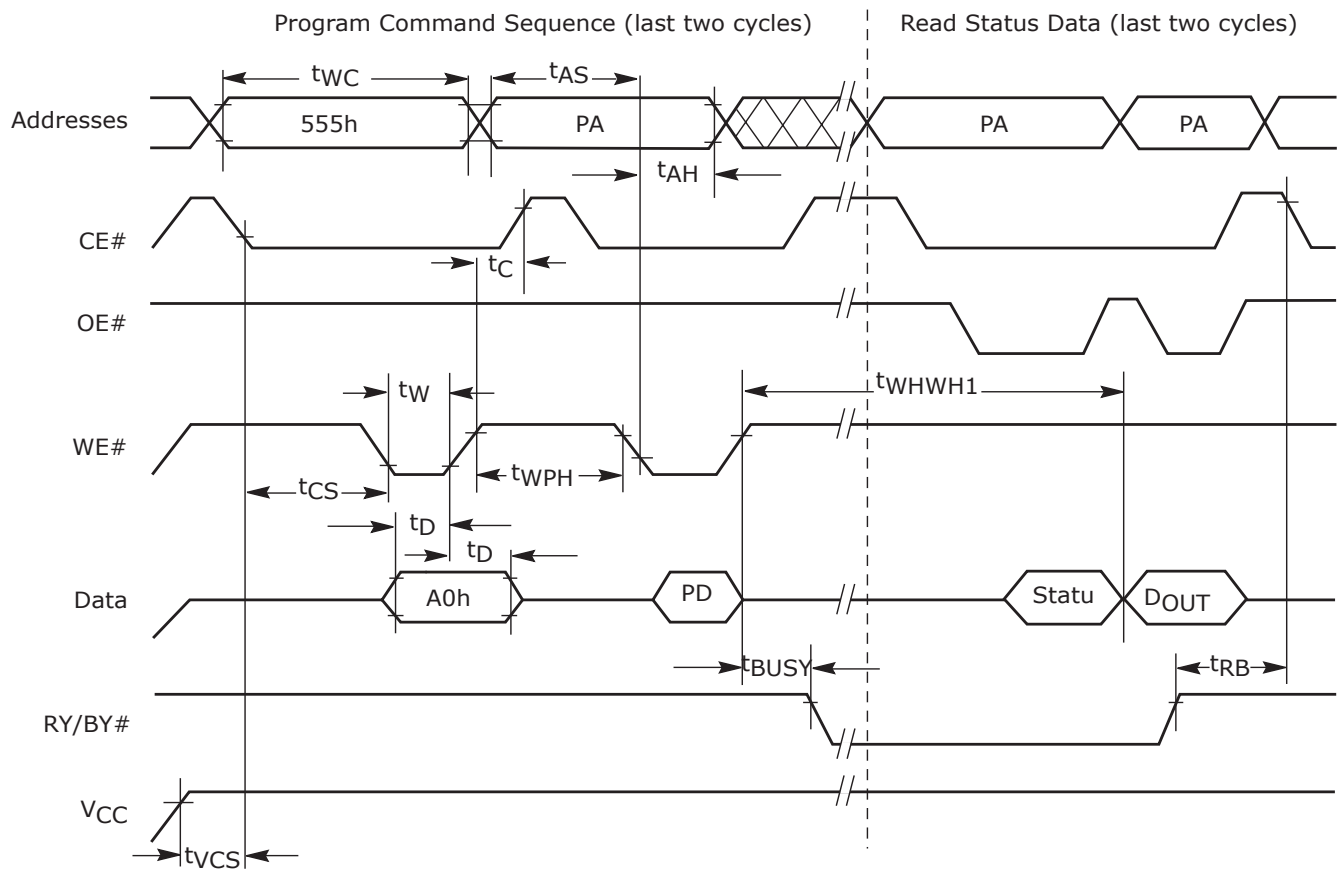 Program Command Sequence (last two cycles)
Read Status Data (last two cycles)
tWC
tAS
Addresses
555h
PA
PA
PA
tAH
CE#
tC
OE#
tW
tWHWH1
WE#
tWPH
tCS
tD
tD
Data
A0h
PD
Statu
DOUT
tBUSY
tRB
RY/BY#
VCC
tVCS